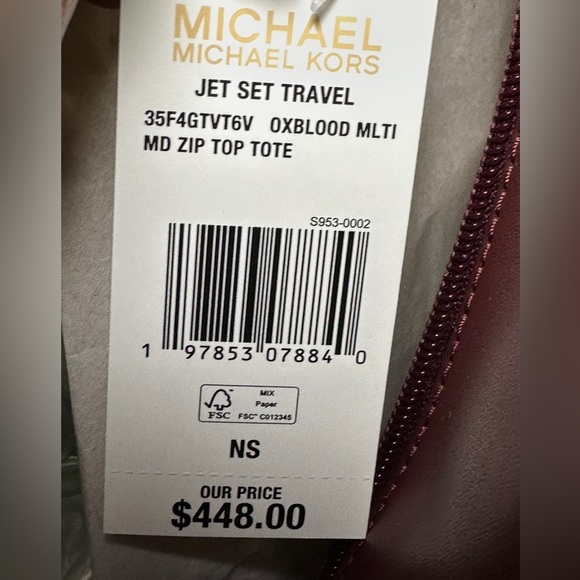 MICHAEL
MICHAEL KORS
JET SET TRAVEL
35F4GTVT6V OXBLOOD MLTI
MD ZIP TOP TOTE
S953-0002
1 97853 07884 0
MIX
Paper
FSC FSC™ C012345
NS
OUR PRICE
$448.00